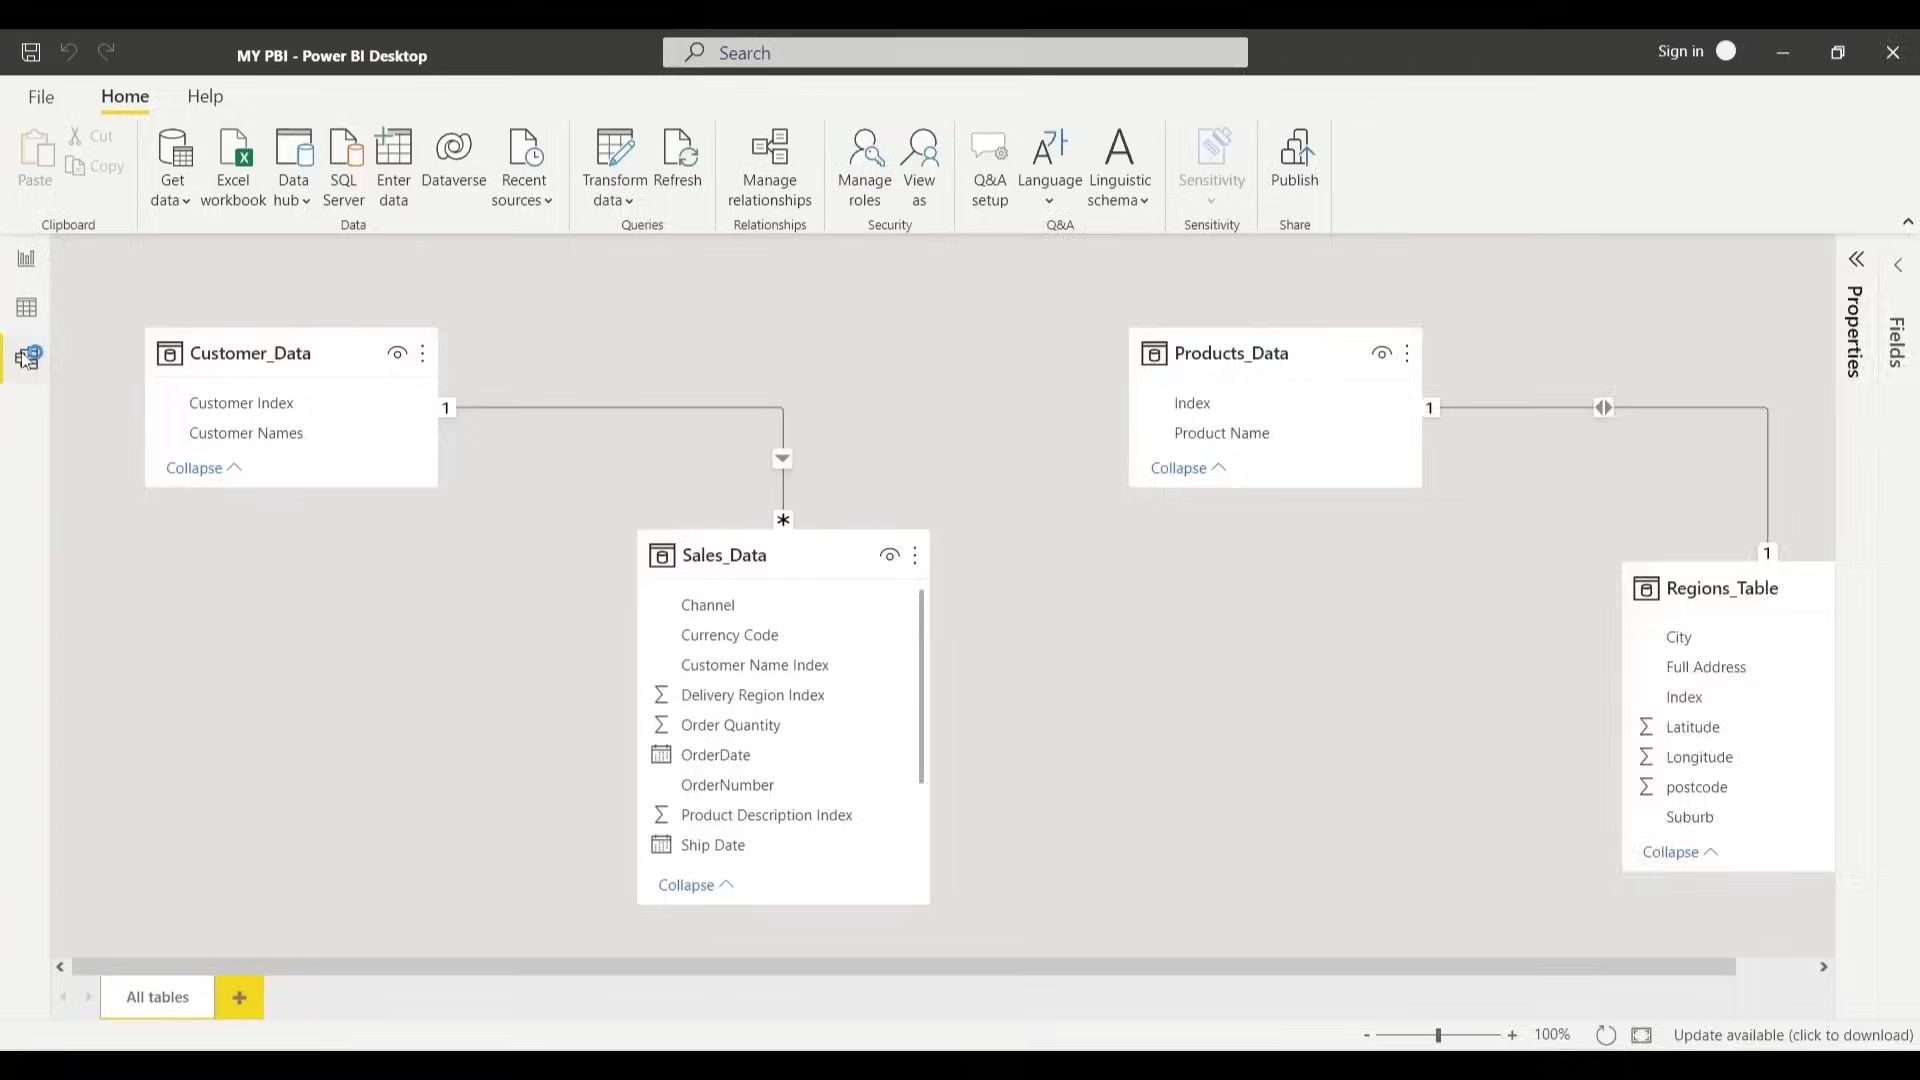 MY PBI - Power BI Desktop
Search
Sign in
File
Home
Help
Paste
Cut
Copy
Clipboard
Get data
Excel workbook
Data hub
SQL Server
Enter data
Dataverse
Recent sources
Data
Transform data
Refresh
Queries
Manage relationships
Relationships
Manage roles
View as
Security
Q&A setup
Language
Linguistic schema
Q&A
Sensitivity
Sensitivity
Publish
Share
Properties
Fields
Customer_Data
Customer Index
Customer Names
Collapse
1
*
Sales_Data
Channel
Currency Code
Customer Name Index
Delivery Region Index
Order Quantity
OrderDate
OrderNumber
Product Description Index
Ship Date
Collapse
Products_Data
Index
Product Name
Collapse
1
1
Regions_Table
City
Full Address
Index
Latitude
Longitude
postcode
Suburb
Collapse
All tables
+
- + 100%
Update available (click to download)